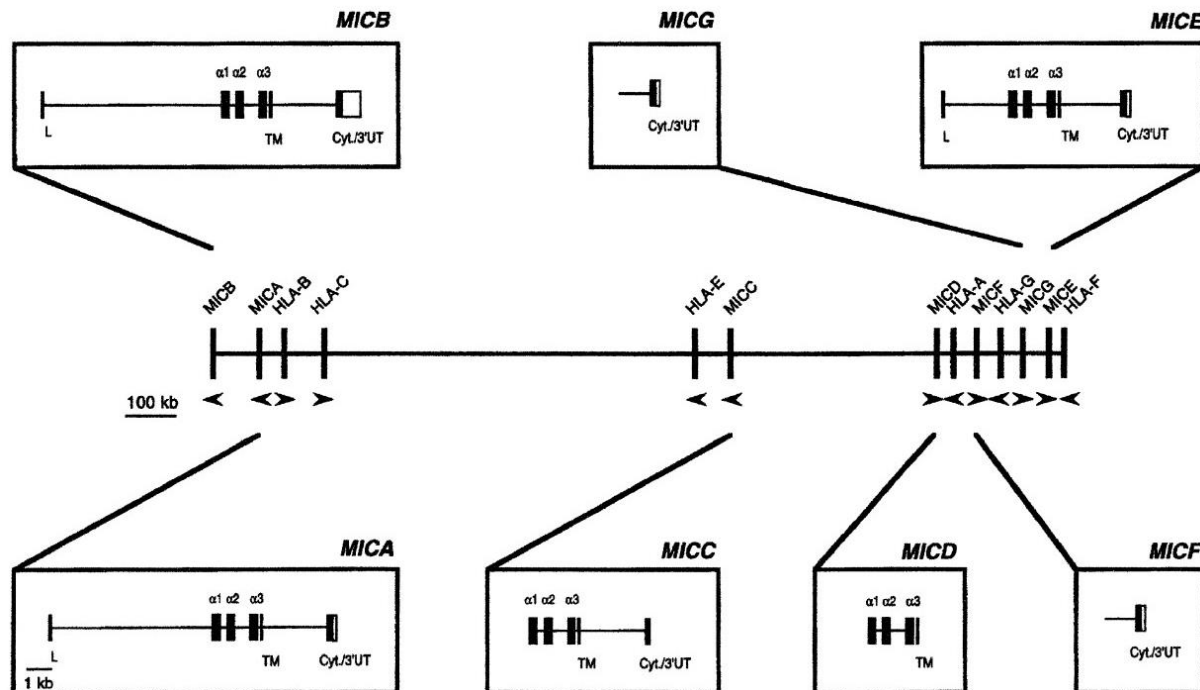 MICB
MICG
MICE
α1 α2 α3
L
TM
Cyt./3'UT
Cyt./3'UT
α1 α2 α3
L
TM
Cyt./3'UT
MICB
MICA
HLA-B
HLA-C
HLA-E
MICC
MICD
HLA-A
MICF
HLA-G
MICG
MICE
HLA-F
100 kb
MICA
MICC
MICD
MICF
α1 α2 α3
L
TM
Cyt./3'UT
1 kb
α1 α2 α3
TM
Cyt./3'UT
α1 α2 α3
TM
Cyt./3'UT